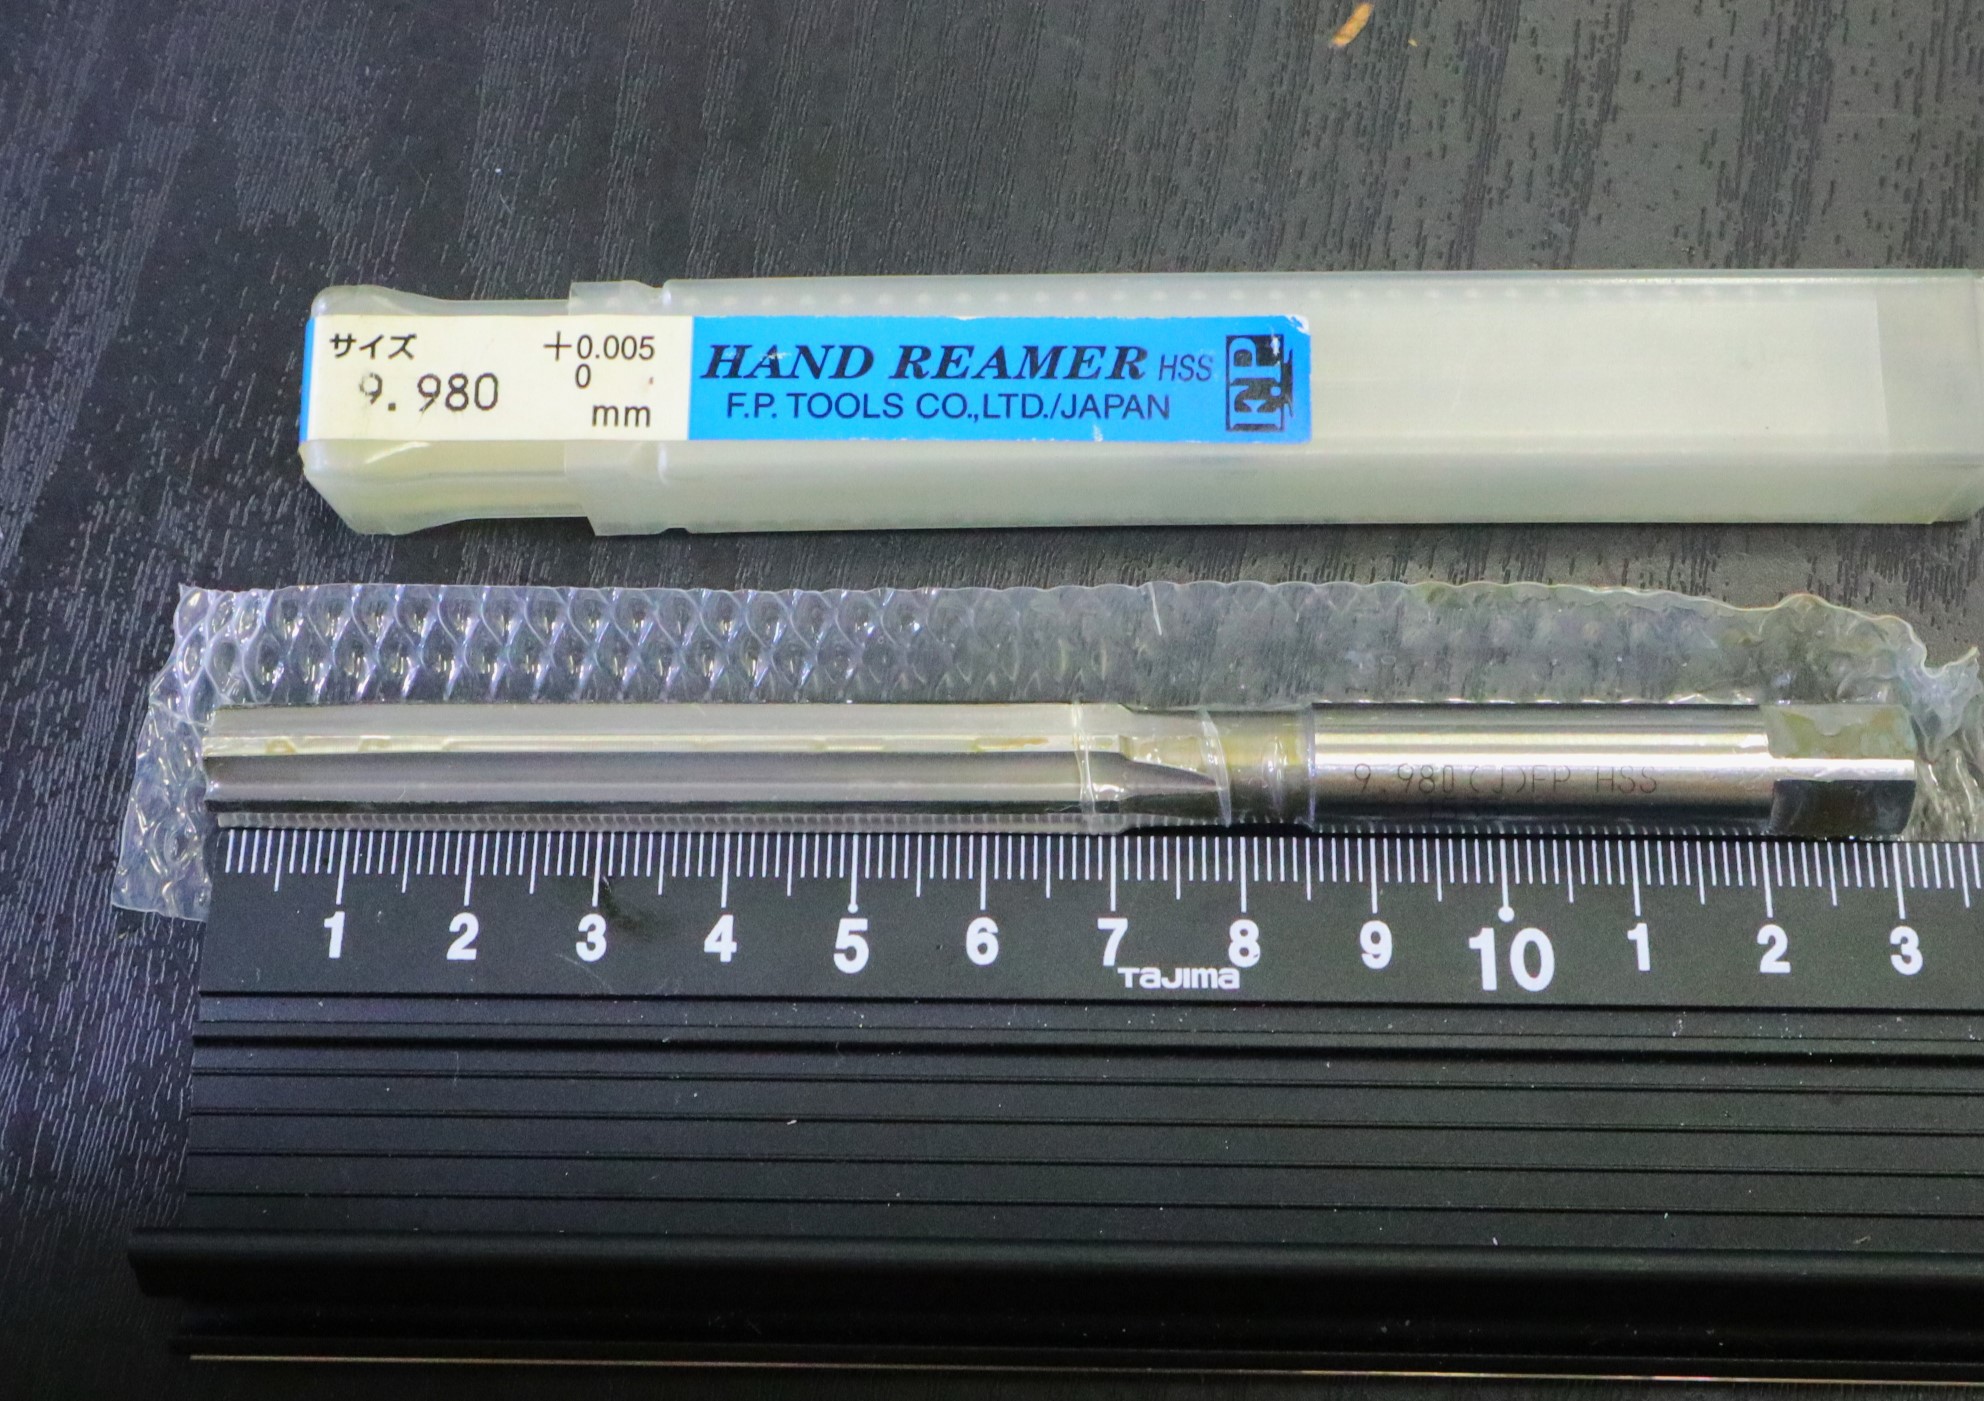 サイズ
+0.005
0
9.980
mm
HAND REAMER HSS
F.P. TOOLS CO.,LTD./JAPAN
F.P
9.980(J)FP HSS
1 2 3 4 5 6 7 8 9 10 1 2 3
TaJIma